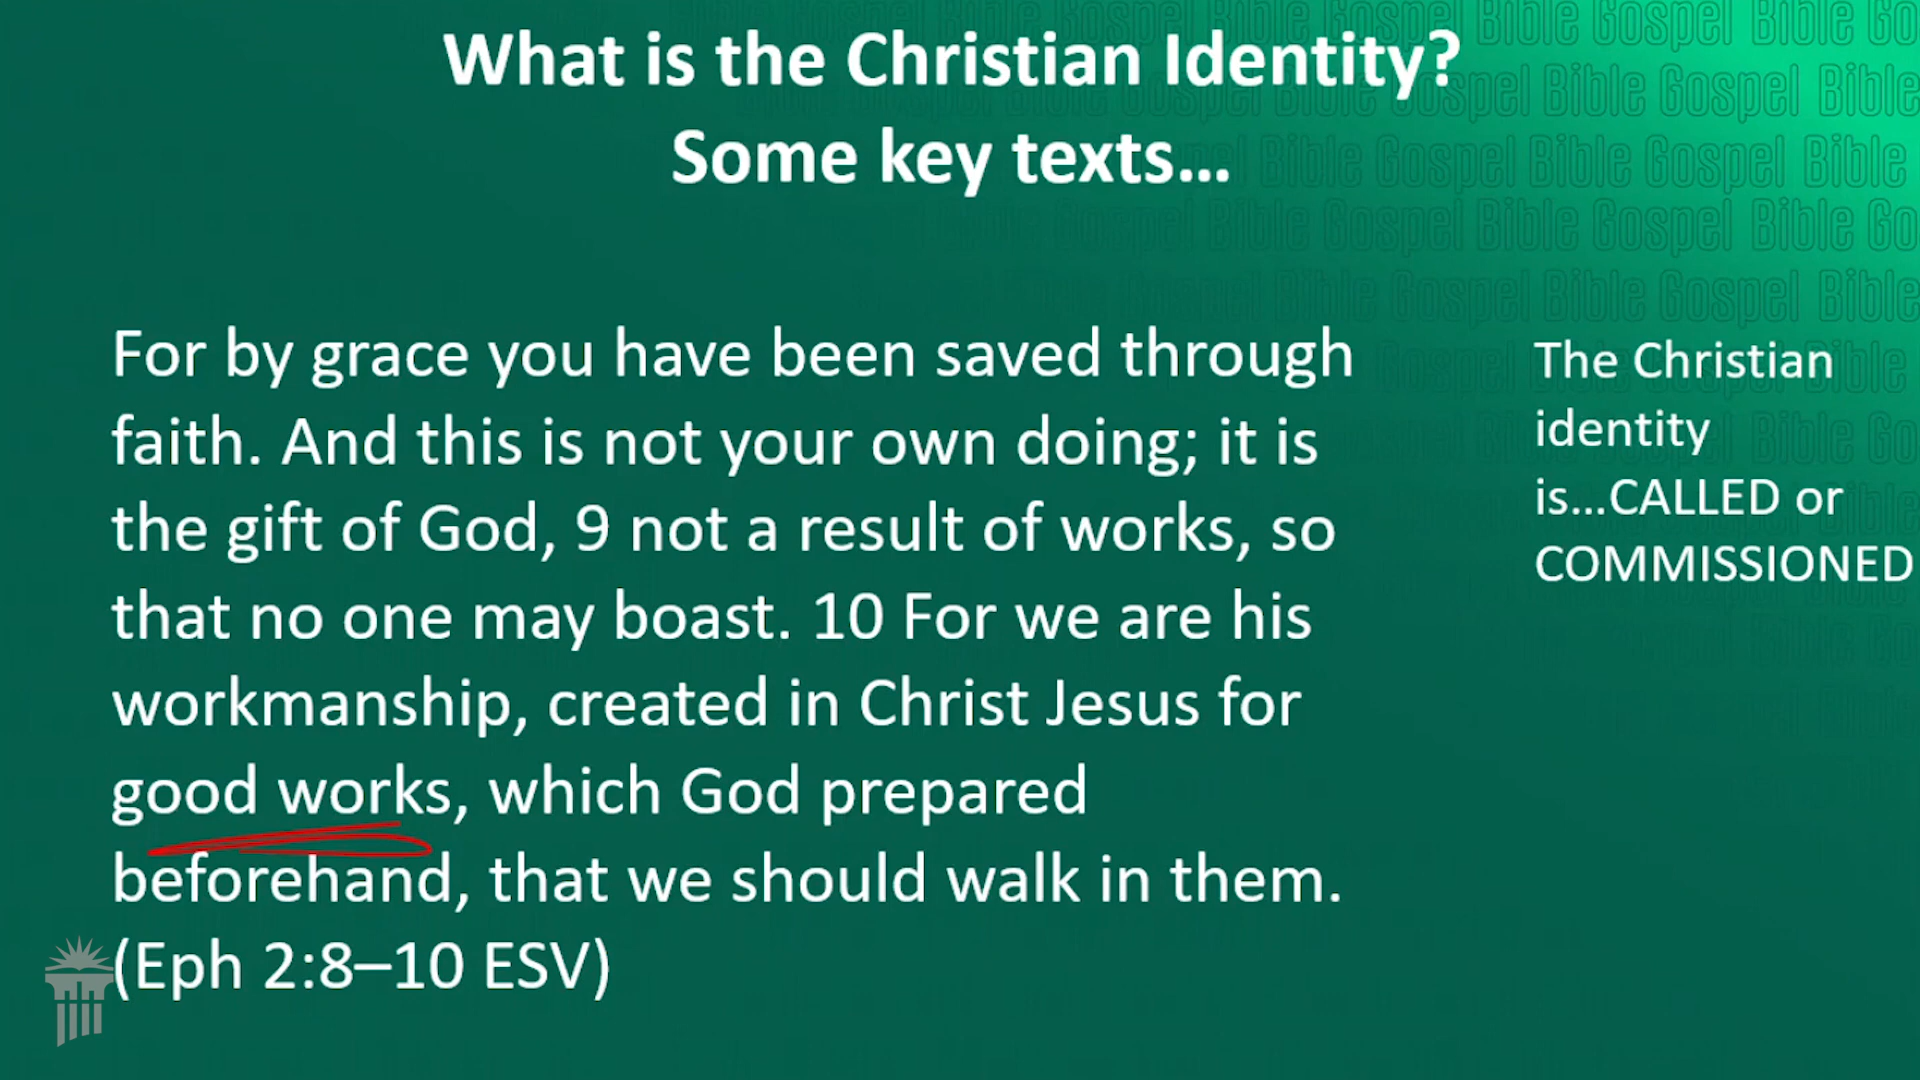 What is the Christian Identity?
Some key texts...
For by grace you have been saved through
faith. And this is not your own doing; it is
the gift of God, 9 not a result of works, so
that no one may boast. 10 For we are his
workmanship, created in Christ Jesus for
good works, which God prepared
beforehand, that we should walk in them.
(Eph 2:8–10 ESV)
The Christian
identity
is...CALLED or
COMMISSIONED